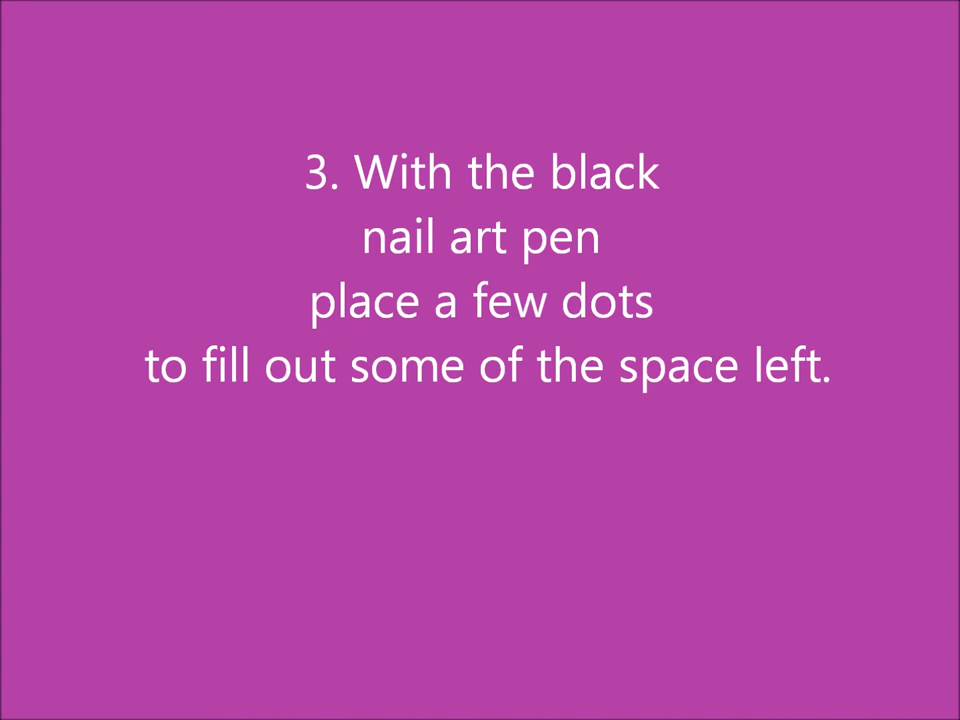 3. With the black
nail art pen
place a few dots
to fill out some of the space left.